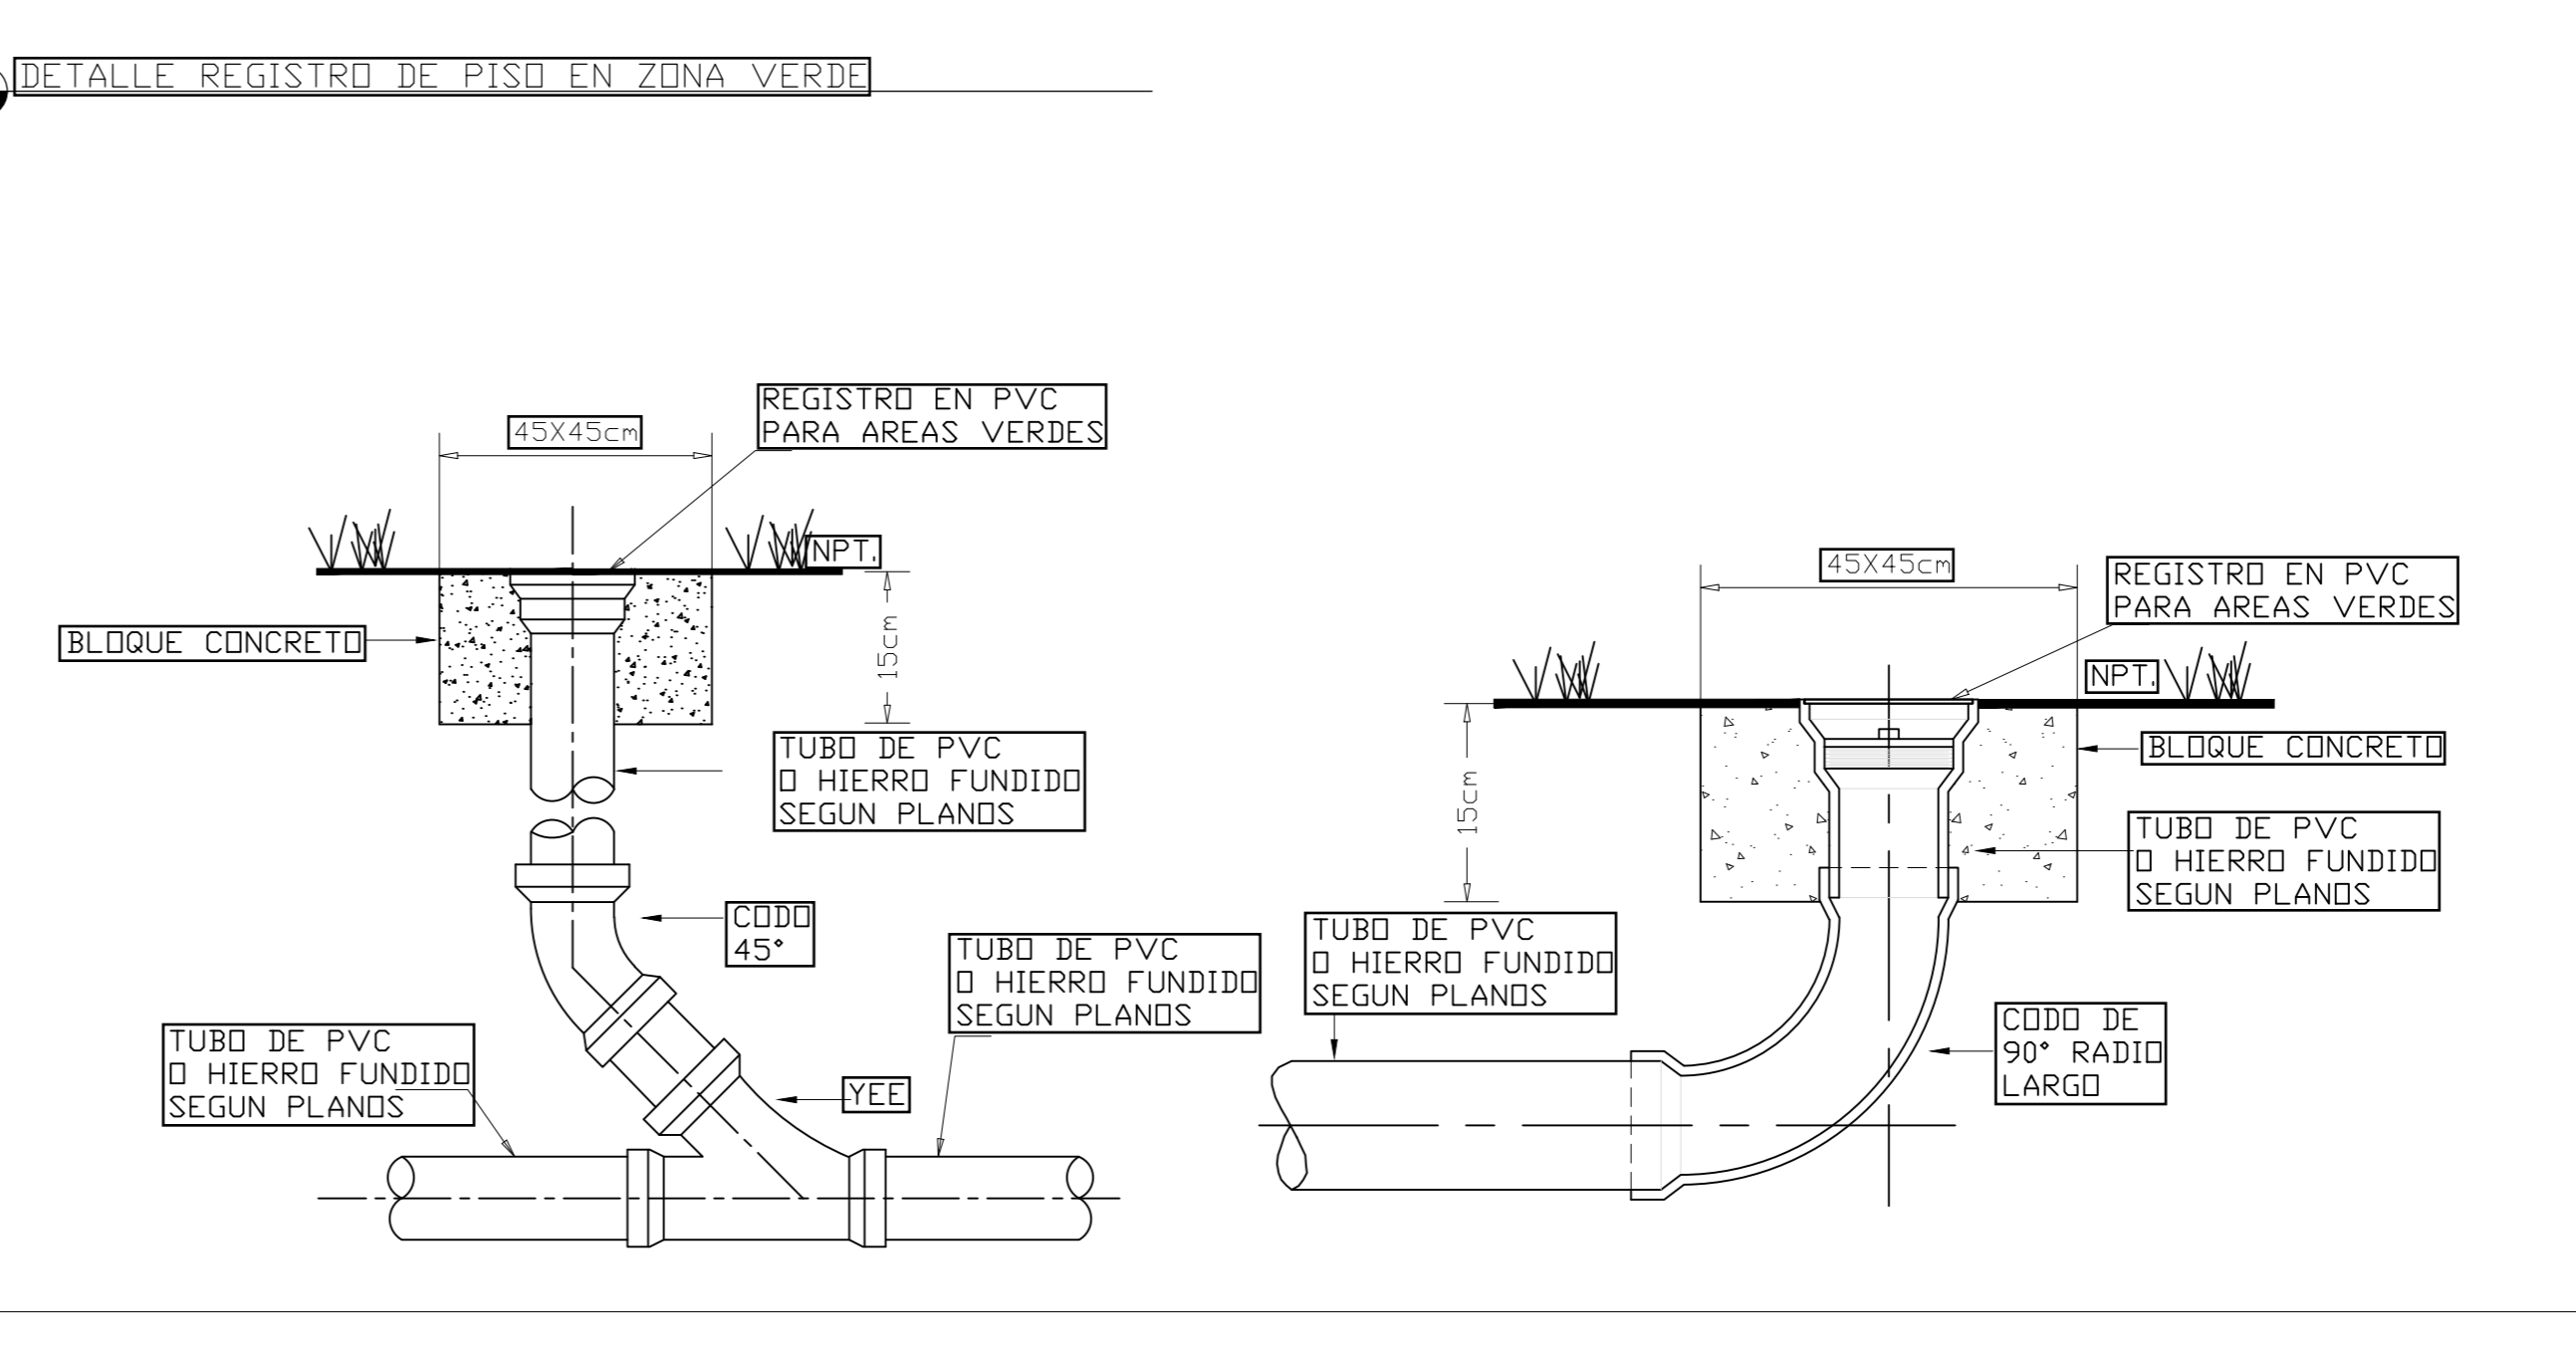 DETALLE REGISTRO DE PISO EN ZONA VERDE
REGISTRO EN PVC
PARA AREAS VERDES
45X45cm
NPT.
BLOQUE CONCRETO
15cm
TUBO DE PVC
O HIERRO FUNDIDO
SEGUN PLANOS
CODO
45°
TUBO DE PVC
O HIERRO FUNDIDO
SEGUN PLANOS
TUBO DE PVC
O HIERRO FUNDIDO
SEGUN PLANOS
YEE
45X45cm
REGISTRO EN PVC
PARA AREAS VERDES
NPT.
BLOQUE CONCRETO
15cm
TUBO DE PVC
O HIERRO FUNDIDO
SEGUN PLANOS
TUBO DE PVC
O HIERRO FUNDIDO
SEGUN PLANOS
CODO DE
90° RADIO
LARGO